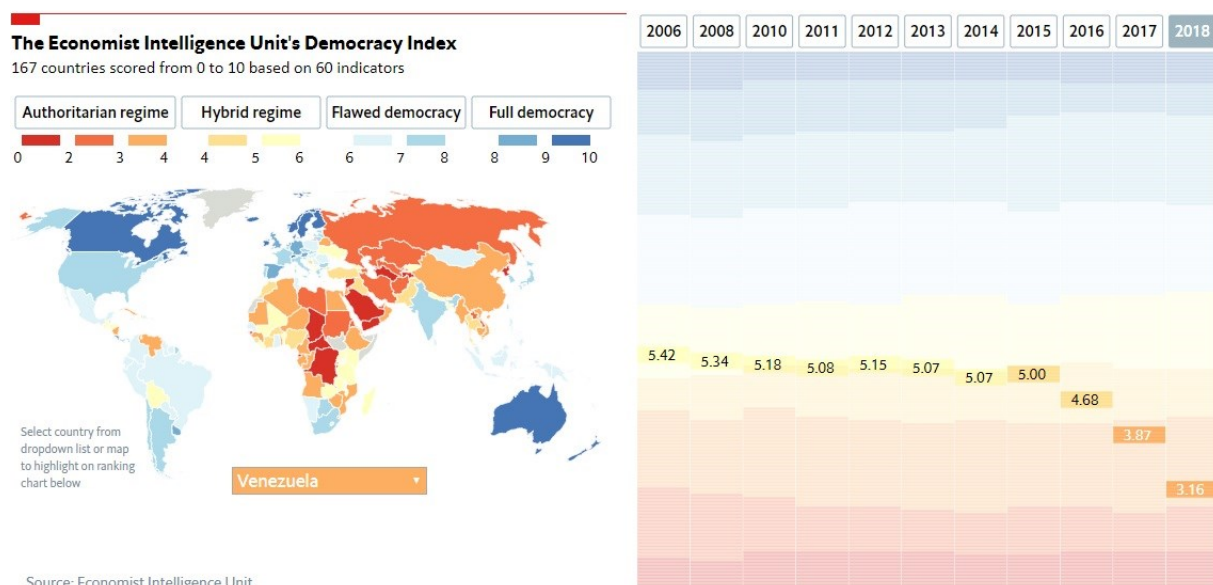 The Economist Intelligence Unit's Democracy Index
167 countries scored from 0 to 10 based on 60 indicators
Authoritarian regime Hybrid regime Flawed democracy Full democracy
0 2 3 4 4 5 6 6 7 8 8 9 10
Select country from
dropdown list or map
to highlight on ranking
chart below
Venezuela
Source: Economist Intelligence Unit
2006 2008 2010 2011 2012 2013 2014 2015 2016 2017 2018
5.42 5.34 5.18 5.08 5.15 5.07 5.07 5.00 4.68 3.87 3.16